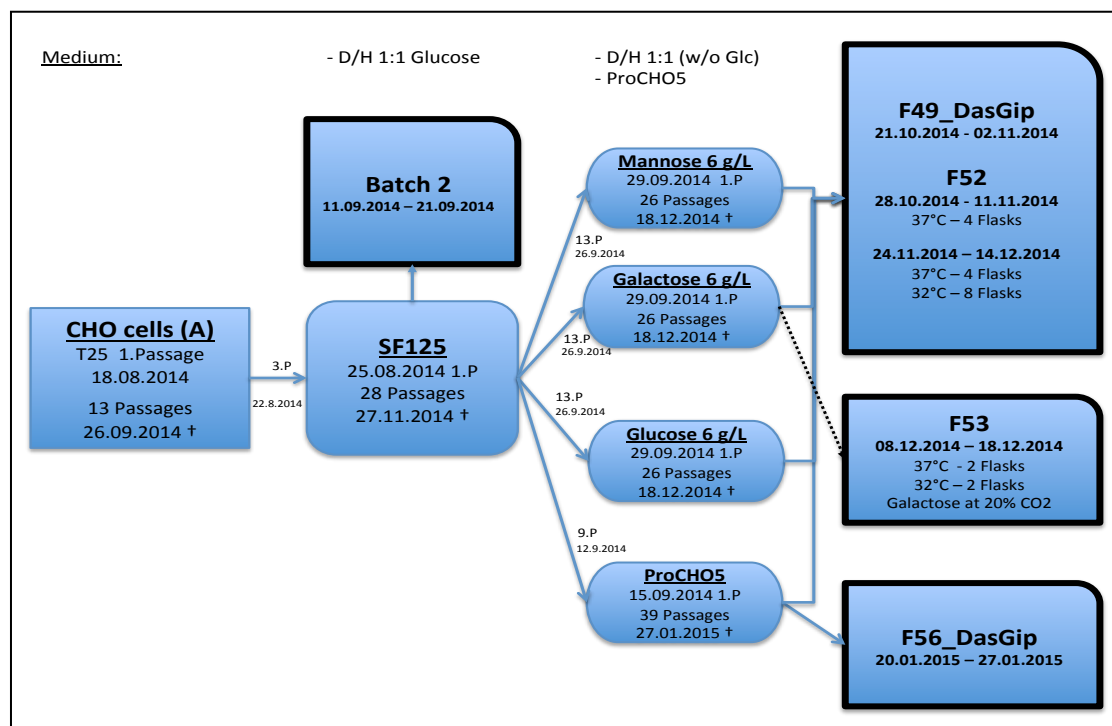 Medium:
- D/H 1:1 Glucose
- D/H 1:1 (w/o Glc)
- ProCHO5
CHO cells (A)
T25 1.Passage
18.08.2014
13 Passages
26.09.2014 †
3.P
22.8.2014
Batch 2
11.09.2014 – 21.09.2014
SF125
25.08.2014 1.P
28 Passages
27.11.2014 †
13.P
26.9.2014
13.P
26.9.2014
13.P
26.9.2014
9.P
12.9.2014
Mannose 6 g/L
29.09.2014 1.P
26 Passages
18.12.2014 †
Galactose 6 g/L
29.09.2014 1.P
26 Passages
18.12.2014 †
Glucose 6 g/L
29.09.2014 1.P
26 Passages
18.12.2014 †
ProCHO5
15.09.2014 1.P
39 Passages
27.01.2015 †
F49_DasGip
21.10.2014 - 02.11.2014
F52
28.10.2014 - 11.11.2014
37°C – 4 Flasks
24.11.2014 – 14.12.2014
37°C – 4 Flasks
32°C – 8 Flasks
F53
08.12.2014 – 18.12.2014
37°C - 2 Flasks
32°C – 2 Flasks
Galactose at 20% CO2
F56_DasGip
20.01.2015 – 27.01.2015